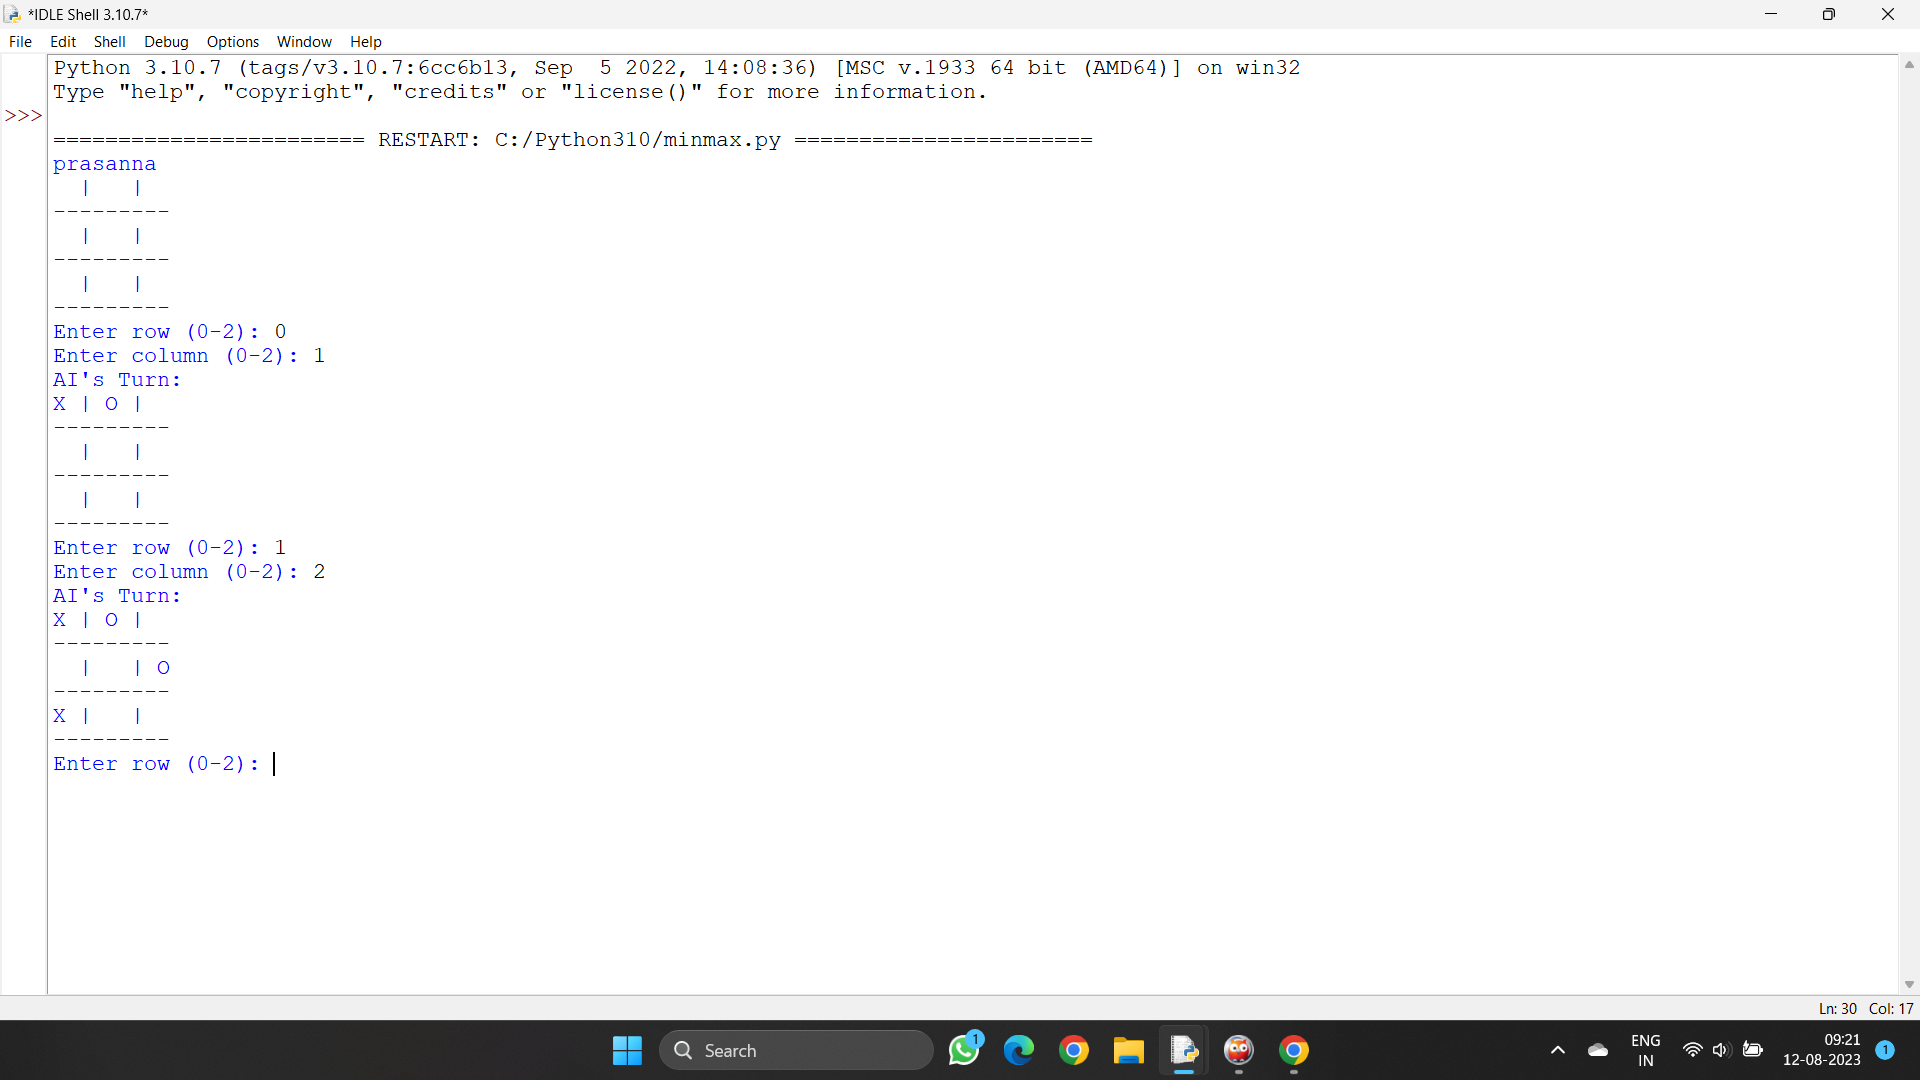 *IDLE Shell 3.10.7*
File Edit Shell Debug Options Window Help
Python 3.10.7 (tags/v3.10.7:6cc6b13, Sep  5 2022, 14:08:36) [MSC v.1933 64 bit (AMD64)] on win32
Type "help", "copyright", "credits" or "license()" for more information.
>>>
======================== RESTART: C:/Python310/minmax.py =======================
prasanna
  |   |
---------
  |   |
---------
  |   |
---------
Enter row (0-2): 0
Enter column (0-2): 1
AI's Turn:
X | O |
---------
  |   |
---------
  |   |
---------
Enter row (0-2): 1
Enter column (0-2): 2
AI's Turn:
X | O |
---------
  |   | O
---------
X |   |
---------
Enter row (0-2):
Ln: 30 Col: 17
Search
1
ENG
IN
09:21
12-08-2023
1